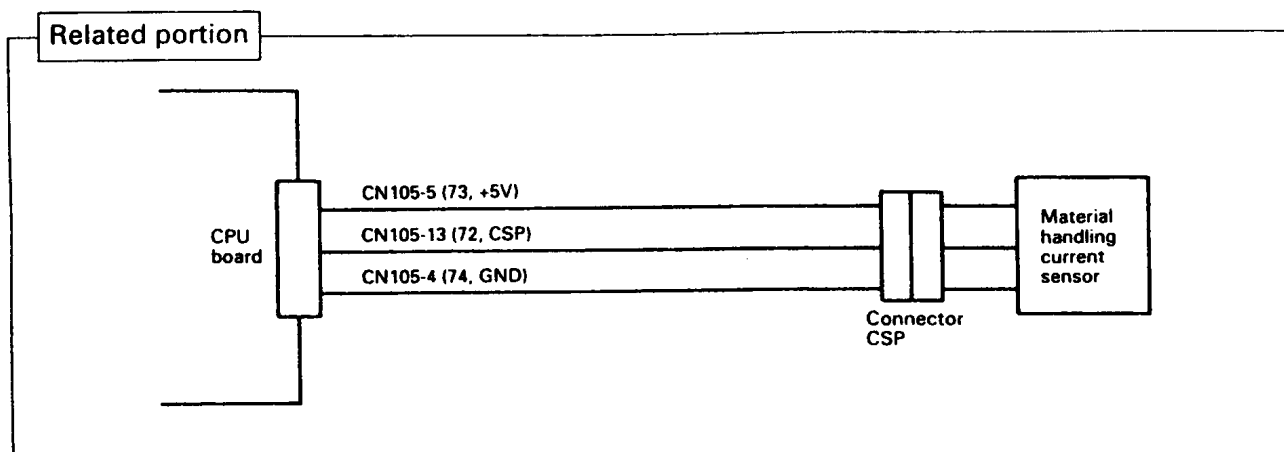 Related portion
CPU
board
CN105-5 (73, +5V)
CN105-13 (72, CSP)
CN105-4 (74, GND)
Connector
CSP
Material
handling
current
sensor